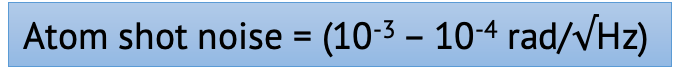 Atom shot noise = (10⁻³ – 10⁻⁴ rad/√Hz)